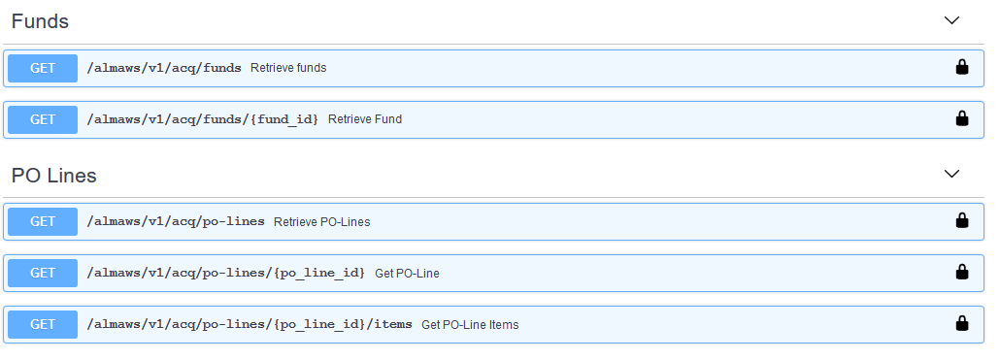 Funds
GET /almaws/v1/acq/funds Retrieve funds
GET /almaws/v1/acq/funds/{fund_id} Retrieve Fund
PO Lines
GET /almaws/v1/acq/po-lines Retrieve PO-Lines
GET /almaws/v1/acq/po-lines/{po_line_id} Get PO-Line
GET /almaws/v1/acq/po-lines/{po_line_id}/items Get PO-Line Items